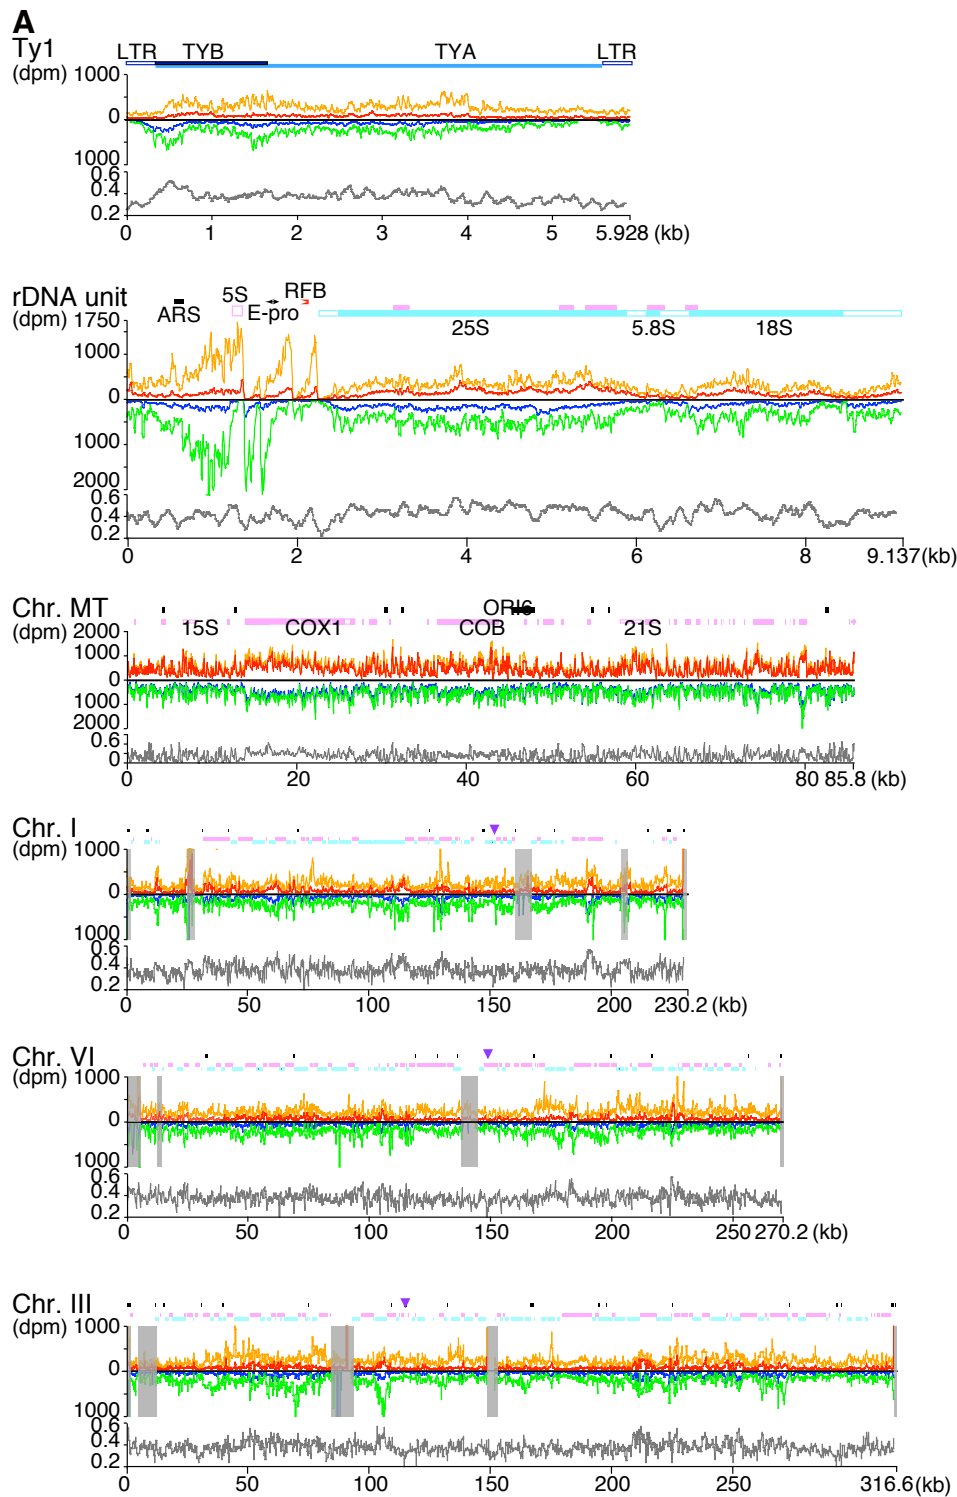 A
Ty1
LTR TYB TYA LTR
(dpm) 1000
0
1000
0.6
0.4
0.2
0 1 2 3 4 5 5.928 (kb)
rDNA unit
ARS 5S E-pro RFB
25S 5.8S 18S
(dpm) 1750
1000
0
1000
2000
0.6
0.4
0.2
0 2 4 6 8 9.137(kb)
Chr. MT
ORI6
15S COX1 COB 21S
(dpm) 2000
1000
0
1000
2000
0.6
0
0 20 40 60 80 85.8 (kb)
Chr. I
(dpm) 1000
0
1000
0.6
0.4
0.2
0 50 100 150 200 230.2 (kb)
Chr. VI
(dpm) 1000
0
1000
0.6
0.4
0.2
0 50 100 150 200 250 270.2 (kb)
Chr. III
(dpm) 1000
0
1000
0.6
0.4
0.2
0 50 100 150 200 250 316.6(kb)